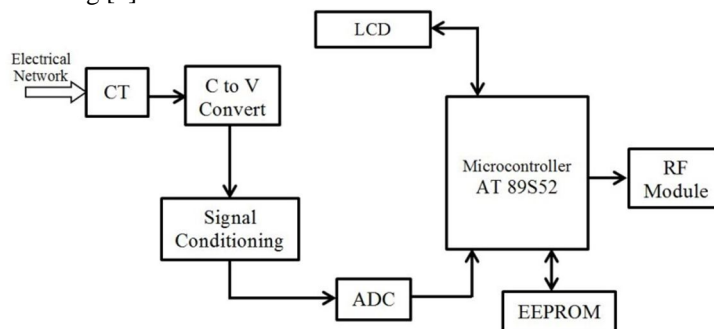 LCD
Electrical
Network
CT
C to V
Convert
Microcontroller
AT 89S52
RF
Module
Signal
Conditioning
ADC
EEPROM